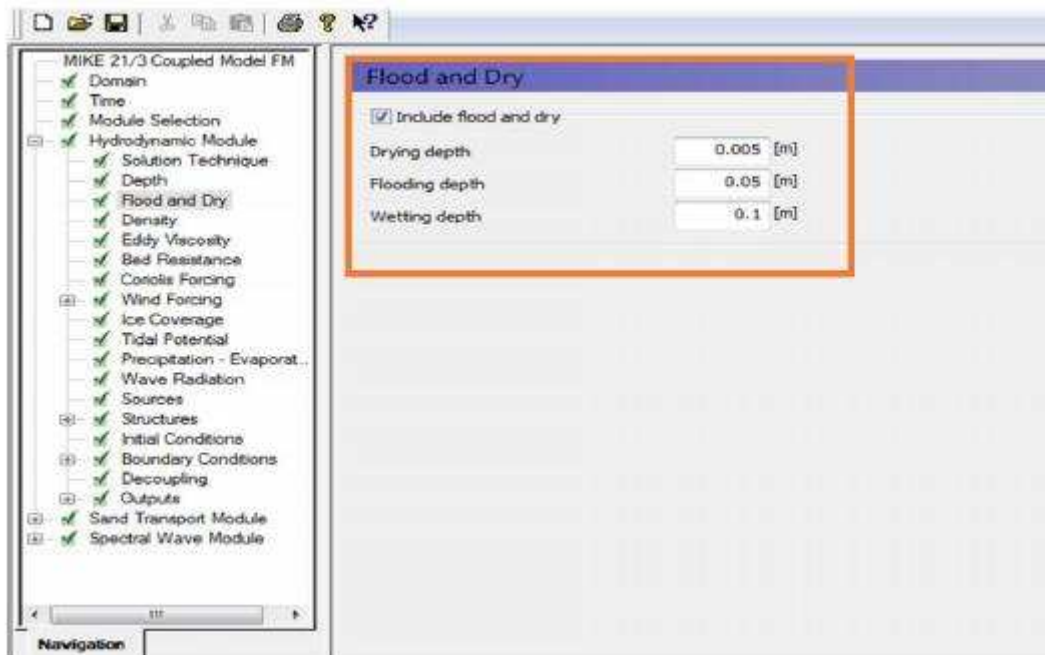 MIKE 21/3 Coupled Model FM
Domain
Time
Module Selection
Hydrodynamic Module
Solution Technique
Depth
Flood and Dry
Density
Eddy Viscosity
Bed Resistance
Coriolis Forcing
Wind Forcing
Ice Coverage
Tidal Potential
Precipitation - Evaporat..
Wave Radiation
Sources
Structures
Initial Conditions
Boundary Conditions
Decoupling
Outputs
Sand Transport Module
Spectral Wave Module
Navigation
Flood and Dry
Include flood and dry
Drying depth 0.005 [m]
Flooding depth 0.05 [m]
Wetting depth 0.1 [m]